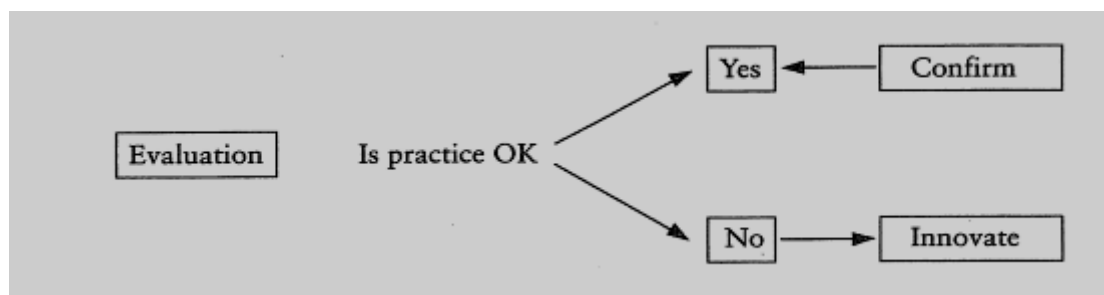 Yes
Confirm
Evaluation
Is practice OK
No
Innovate